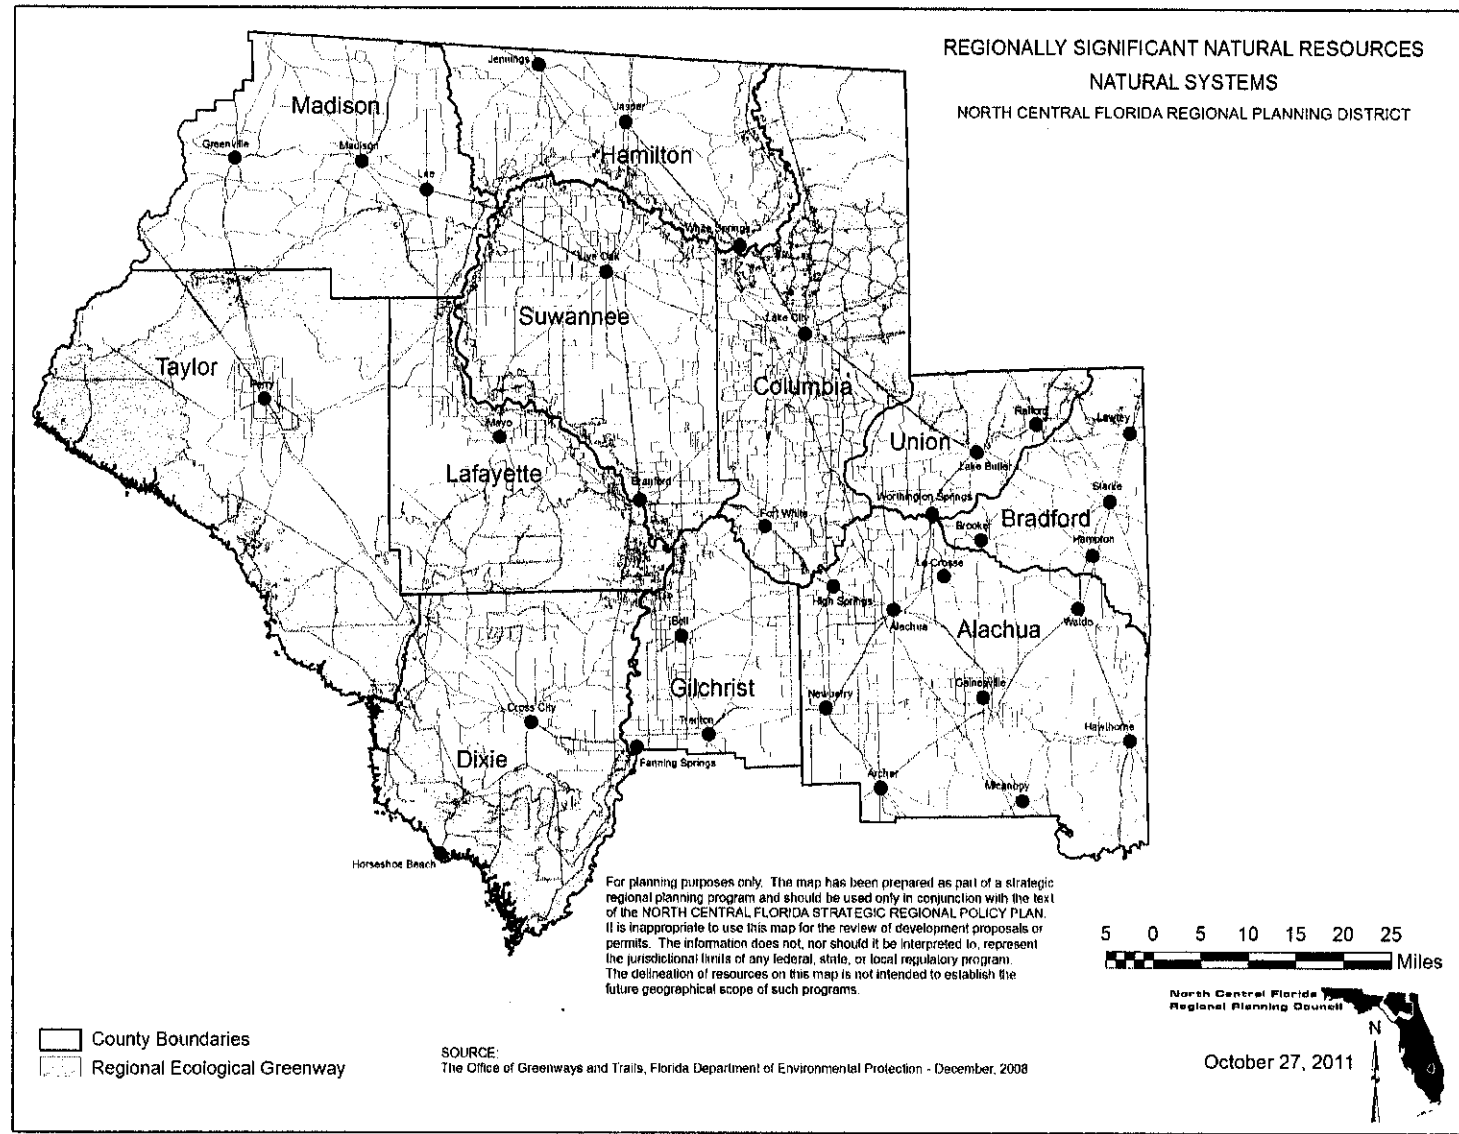 REGIONALLY SIGNIFICANT NATURAL RESOURCES
NATURAL SYSTEMS
NORTH CENTRAL FLORIDA REGIONAL PLANNING DISTRICT
Jennings
Madison
Jasper
Greenville
Madison
Hamilton
Lee
White Springs
Live Oak
Suwannee
Lake City
Taylor
Perry
Columbia
Mayo
Raiford
Lawtey
Union
Lake Butler
Lafayette
Branford
Worthington Springs
Starke
Fort White
Brooker
Bradford
Hampton
La Crosse
High Springs
Alachua
Waldo
Bell
Alachua
Gilchrist
Newberry
Gainesville
Cross City
Trenton
Hawthorne
Dixie
Fanning Springs
Archer
Micanopy
Horseshoe Beach
For planning purposes only. The map has been prepared as part of a strategic
regional planning program and should be used only in conjunction with the text
of the NORTH CENTRAL FLORIDA STRATEGIC REGIONAL POLICY PLAN.
It is inappropriate to use this map for the review of development proposals or
permits. The information does not, nor should it be interpreted to, represent
the jurisdictional limits of any federal, state, or local regulatory program.
The delineation of resources on this map is not intended to establish the
future geographical scope of such programs.
5 0 5 10 15 20 25
Miles
North Central Florida
Regional Planning Council
N
County Boundaries
Regional Ecological Greenway
SOURCE:
The Office of Greenways and Trails, Florida Department of Environmental Protection - December, 2008
October 27, 2011